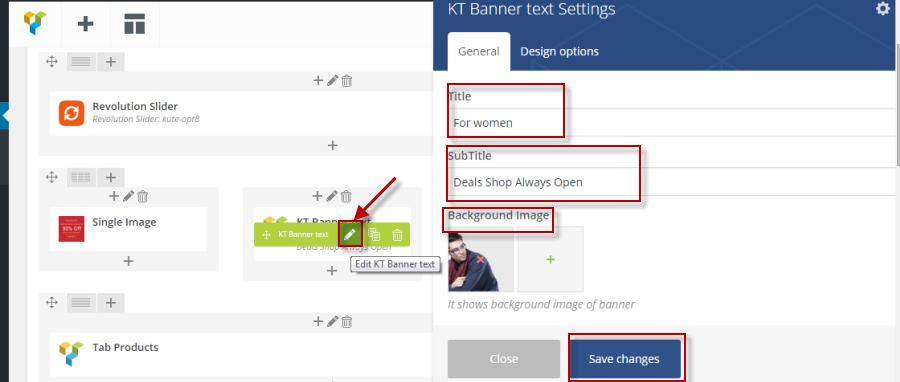 KT Banner text Settings
General
Design options
Revolution Slider
Revolution Slider: kute-opt8
Title
For women
SubTitle
Deals Shop Always Open
Single Image
30% Off
KT Banner text
KT Banner text
Deals Shop Always Open
Edit KT Banner text
Background Image
It shows background image of banner
Tab Products
Close
Save changes